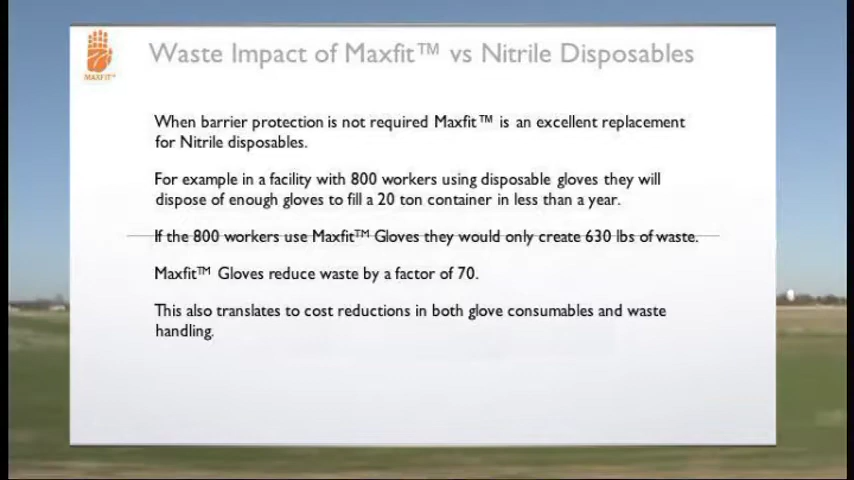 MAXFIT™
Waste Impact of Maxfit™ vs Nitrile Disposables
When barrier protection is not required Maxfit™ is an excellent replacement
for Nitrile disposables.
For example in a facility with 800 workers using disposable gloves they will
dispose of enough gloves to fill a 20 ton container in less than a year.
If the 800 workers use Maxfit™ Gloves they would only create 630 lbs of waste.
Maxfit™ Gloves reduce waste by a factor of 70.
This also translates to cost reductions in both glove consumables and waste
handling.